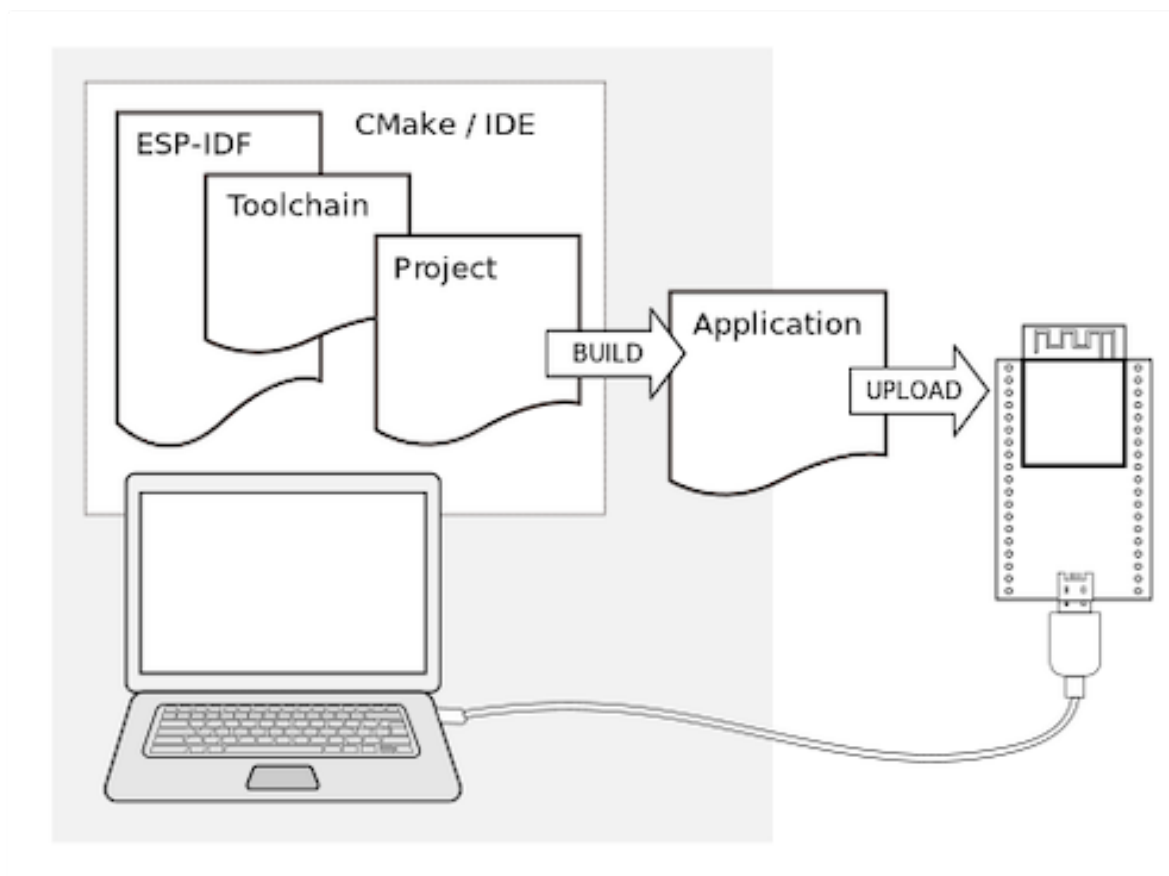 CMake / IDE
ESP-IDF
Toolchain
Project
BUILD
Application
UPLOAD